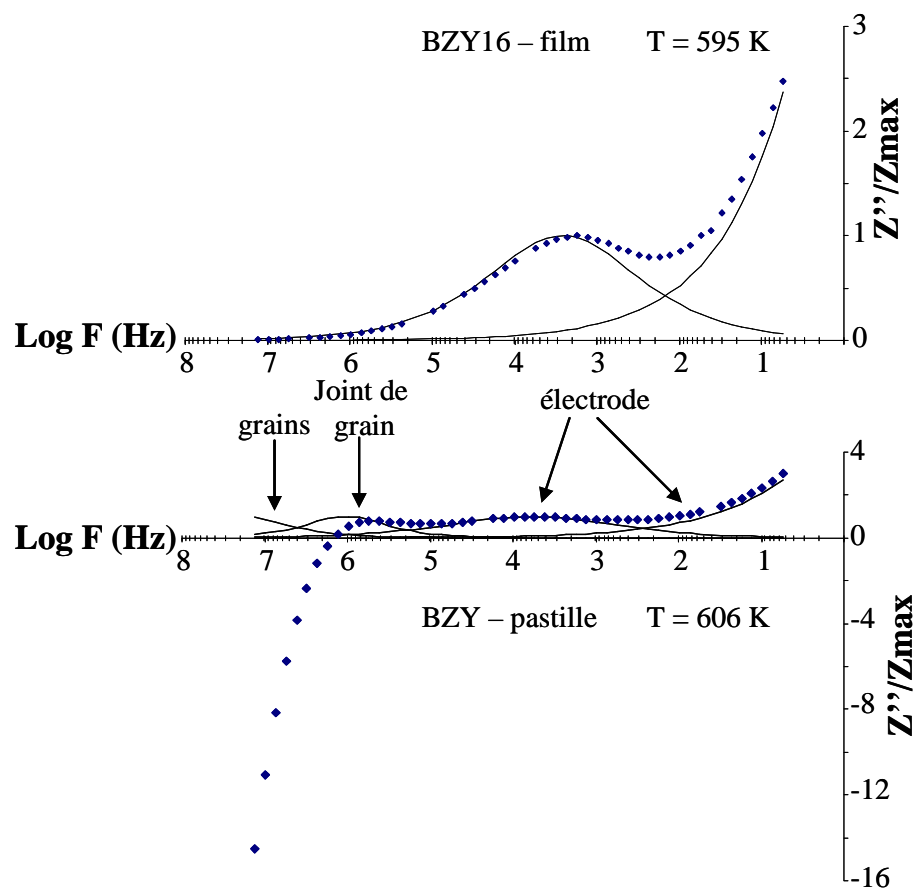 BZY16 – film T = 595 K
3
2
1
0
Z’’/Zmax
Log F (Hz)
8 7 6 5 4 3 2 1
Joint de
grains grain
électrode
4
0
-4
-8
-12
-16
Z’’/Zmax
Log F (Hz)
8 7 6 5 4 3 2 1
BZY – pastille T = 606 K